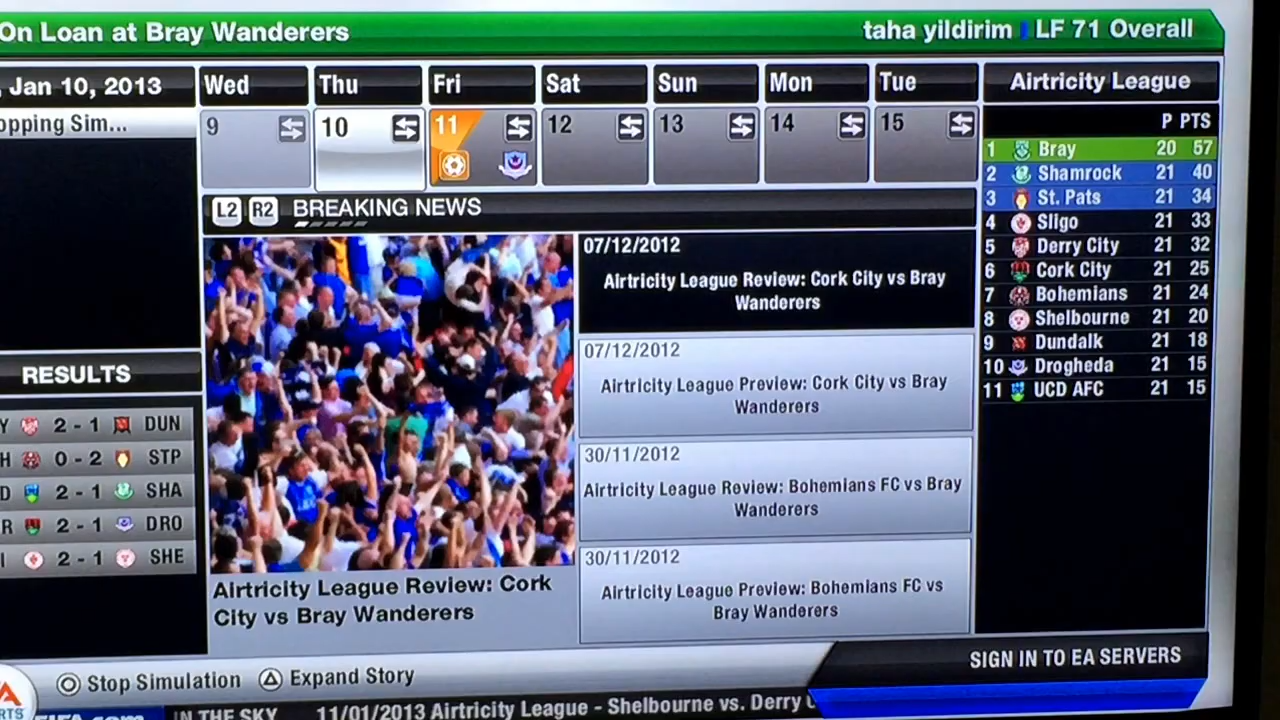 On Loan at Bray Wanderers
taha yildirim LF 71 Overall
, Jan 10, 2013
opping Sim...
Wed Thu Fri Sat Sun Mon Tue
9 10 11 12 13 14 15
L2 R2 BREAKING NEWS
Airtricity League Review: Cork
City vs Bray Wanderers
07/12/2012
Airtricity League Review: Cork City vs Bray
Wanderers
07/12/2012
Airtricity League Preview: Cork City vs Bray
Wanderers
30/11/2012
Airtricity League Review: Bohemians FC vs Bray
Wanderers
30/11/2012
Airtricity League Preview: Bohemians FC vs
Bray Wanderers
RESULTS
Y 2 - 1 DUN
H 0 - 2 STP
D 2 - 1 SHA
R 2 - 1 DRO
I 2 - 1 SHE
Airtricity League
P PTS
1 Bray 20 57
2 Shamrock 21 40
3 St. Pats 21 34
4 Sligo 21 33
5 Derry City 21 32
6 Cork City 21 25
7 Bohemians 21 24
8 Shelbourne 21 20
9 Dundalk 21 18
10 Drogheda 21 15
11 UCD AFC 21 15
Stop Simulation Expand Story
SIGN IN TO EA SERVERS
IN THE SKY 11/01/2013 Airtricity League - Shelbourne vs. Derry